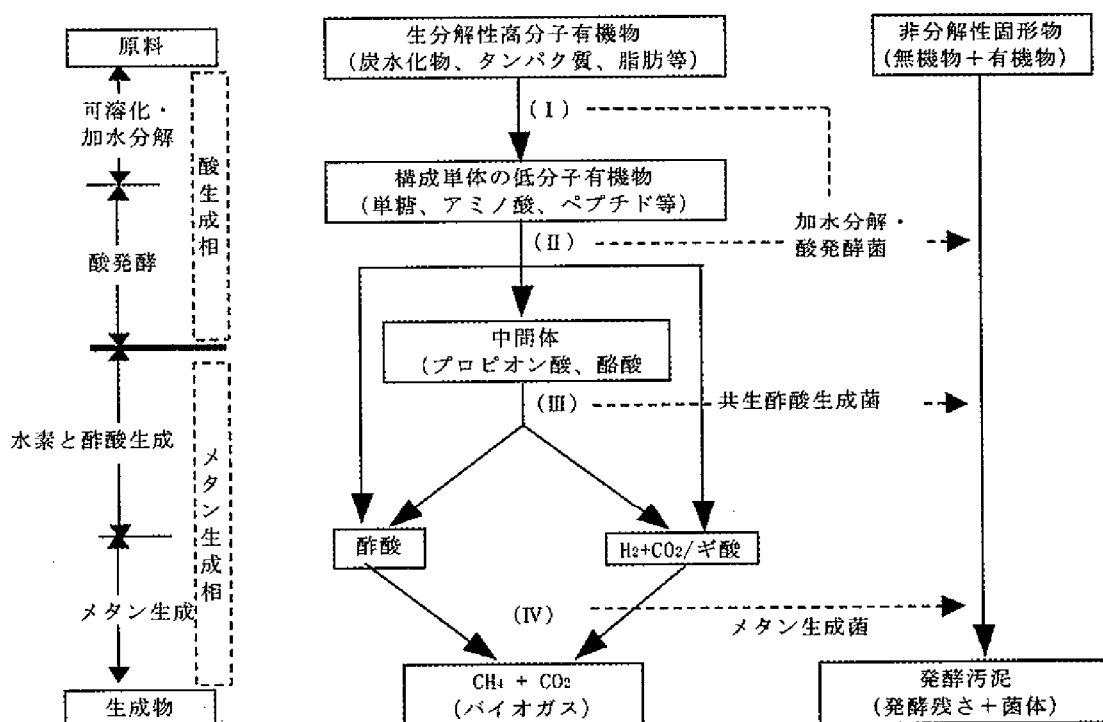 原料
可溶化・
加水分解
酸発酵
水素と酢酸生成
メタン生成
生成物
酸生成相
メタン生成相
生分解性高分子有機物
(炭水化物、タンパク質、脂肪等)
(I)
構成単体の低分子有機物
(単糖、アミノ酸、ペプチド等)
(II)
加水分解・
酸発酵菌
中間体
(プロピオン酸、酪酸
(III)
共生酢酸生成菌
酢酸
H2+CO2/ギ酸
(IV)
メタン生成菌
CH4 + CO2
(バイオガス)
非分解性固形物
(無機物+有機物)
発酵汚泥
(発酵残さ+菌体)